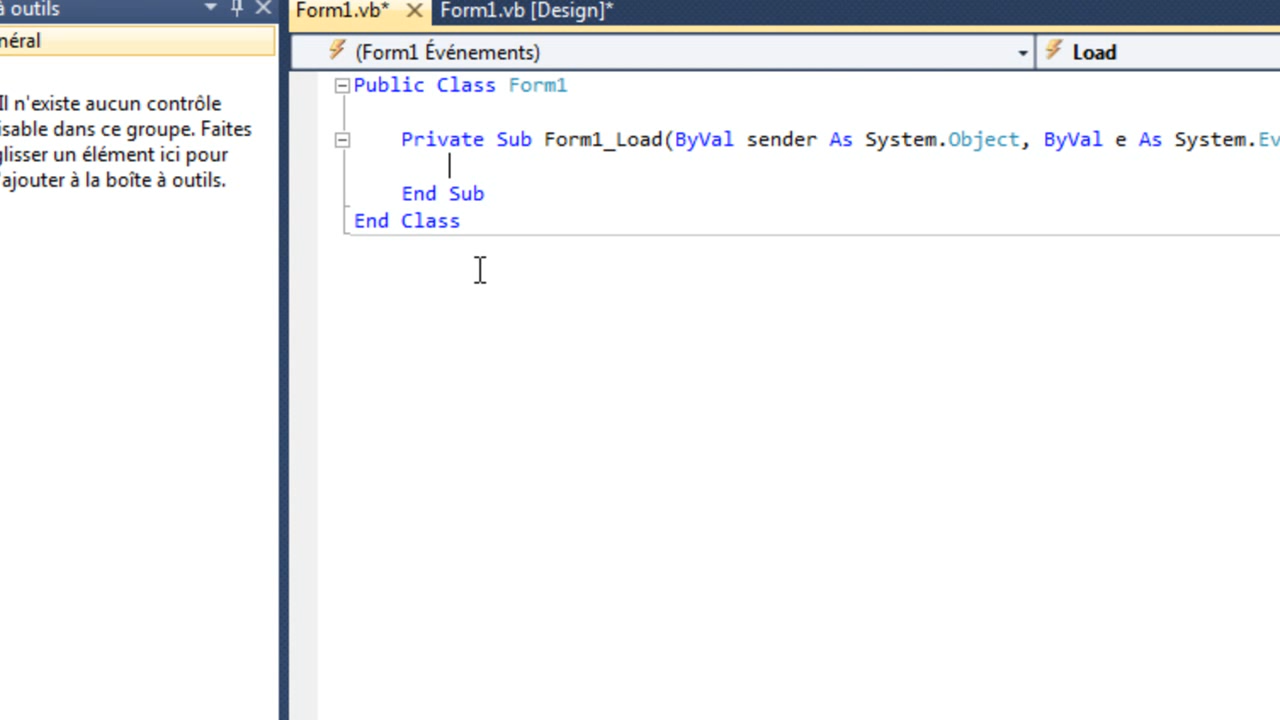 à outils
Form1.vb* Form1.vb [Design]*
néral
(Form1 Événements) Load
Il n'existe aucun contrôle
isable dans ce groupe. Faites
glisser un élément ici pour
'ajouter à la boîte à outils.
Public Class Form1
Private Sub Form1_Load(ByVal sender As System.Object, ByVal e As System.Ev
End Sub
End Class